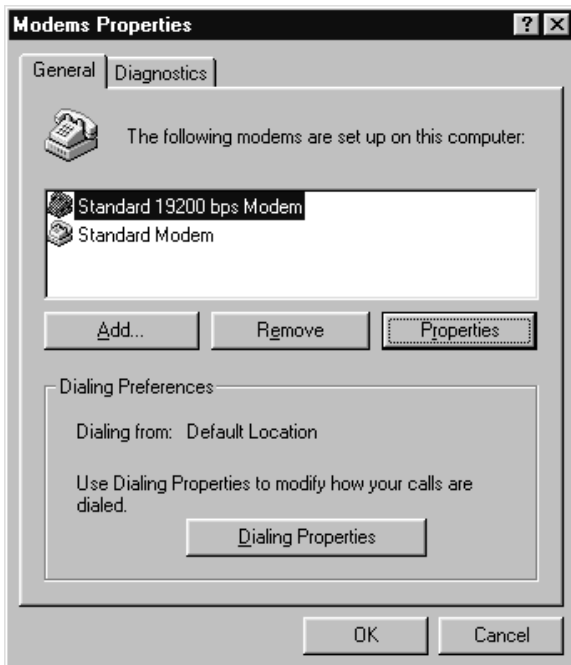 Modems Properties ? ×
General Diagnostics
The following modems are set up on this computer:
Standard 19200 bps Modem
Standard Modem
Add... Remove Properties
Dialing Preferences
Dialing from: Default Location
Use Dialing Properties to modify how your calls are
dialed.
Dialing Properties
OK Cancel